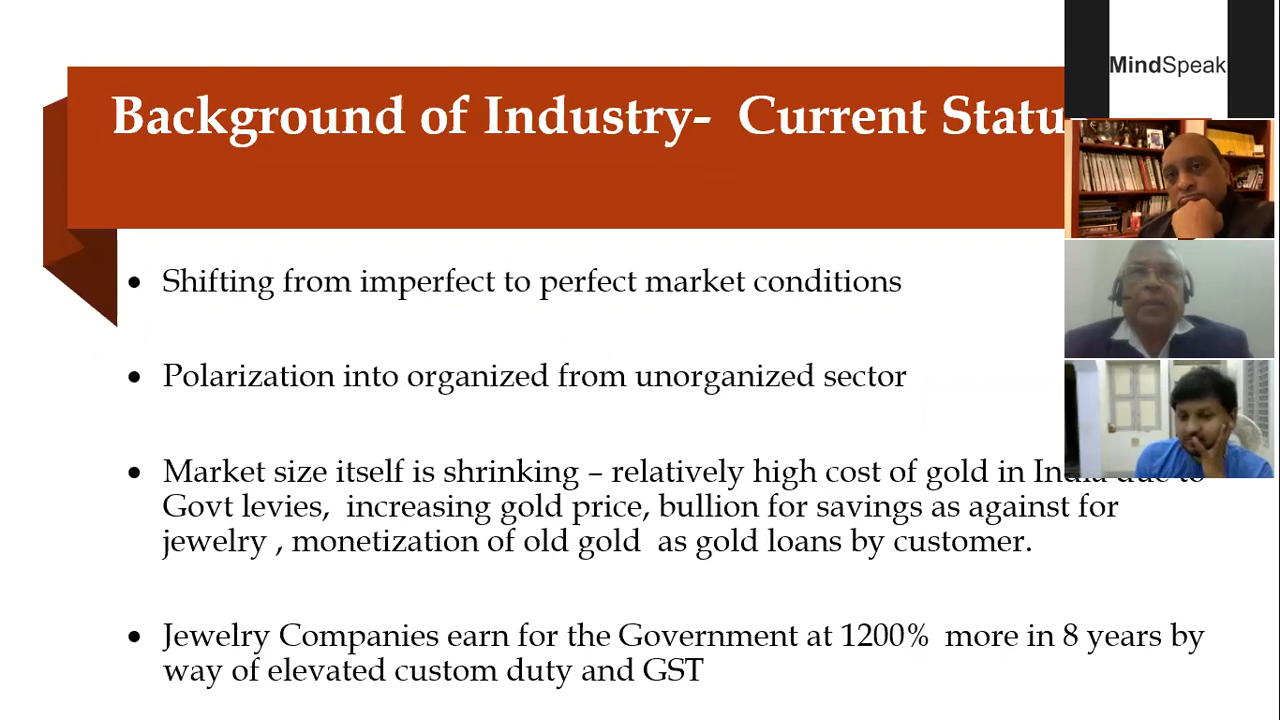 MindSpeak
Background of Industry- Current Statu
• Shifting from imperfect to perfect market conditions
• Polarization into organized from unorganized sector
• Market size itself is shrinking – relatively high cost of gold in India due to
Govt levies, increasing gold price, bullion for savings as against for
jewelry , monetization of old gold as gold loans by customer.
• Jewelry Companies earn for the Government at 1200% more in 8 years by
way of elevated custom duty and GST